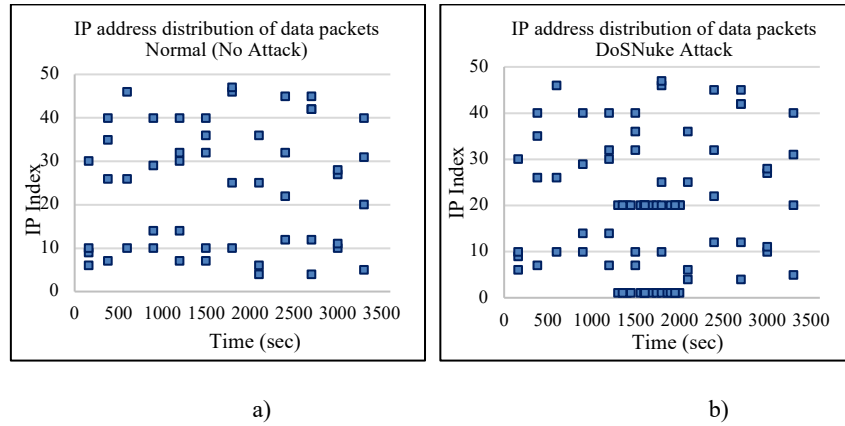 IP address distribution of data packets
Normal (No Attack)
50
40
30
20
10
0
IP Index
0 500 1000 1500 2000 2500 3000 3500
Time (sec)
a)
IP address distribution of data packets
DoSNuke Attack
50
40
30
20
10
0
IP Index
0 500 1000 1500 2000 2500 3000 3500
Time (sec)
b)